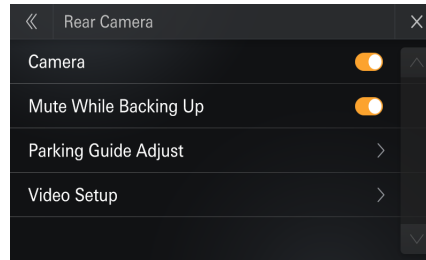 Rear Camera
Camera
Mute While Backing Up
Parking Guide Adjust
Video Setup